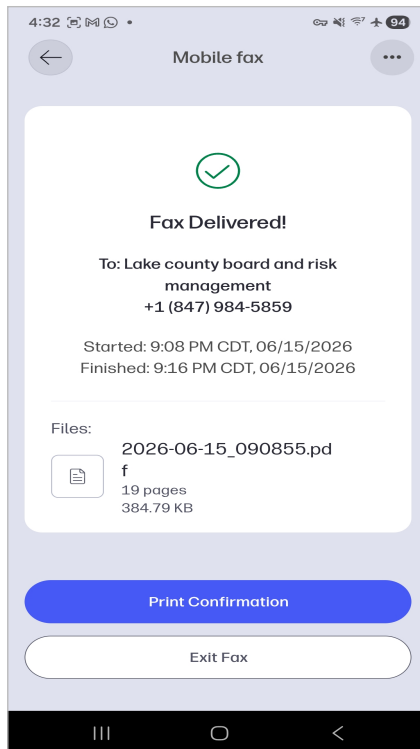 4:32
94
Mobile fax
Fax Delivered!
To: Lake county board and risk
management
+1 (847) 984-5859
Started: 9:08 PM CDT, 06/15/2026
Finished: 9:16 PM CDT, 06/15/2026
Files:
2026-06-15_090855.pd
f
19 pages
384.79 KB
Print Confirmation
Exit Fax